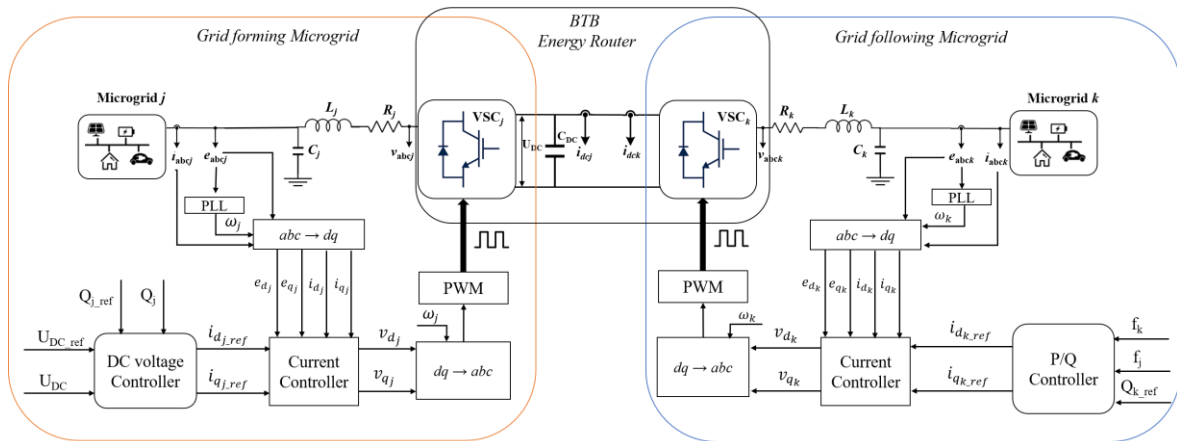 Grid forming Microgrid
BTB
Energy Router
Grid following Microgrid
Microgrid j
L_j
R_j
VSC_j
VSC_k
R_k
L_k
Microgrid k
i_abcj
e_abcj
C_j
v_abcj
U_DC
C_DC
i_dcj
i_dck
v_abck
C_k
e_abck
i_abck
PLL
ω_j
abc → dq
PLL
ω_k
abc → dq
e_dj
e_qj
i_dj
i_qj
PWM
PWM
e_dk
e_qk
i_dk
i_qk
Q_j_ref
Q_j
ω_j
ω_k
U_DC_ref
U_DC
DC voltage
Controller
i_dj_ref
i_qj_ref
Current
Controller
v_dj
v_qj
dq → abc
dq → abc
v_dk
v_qk
Current
Controller
i_dk_ref
i_qk_ref
P/Q
Controller
f_k
f_j
Q_k_ref